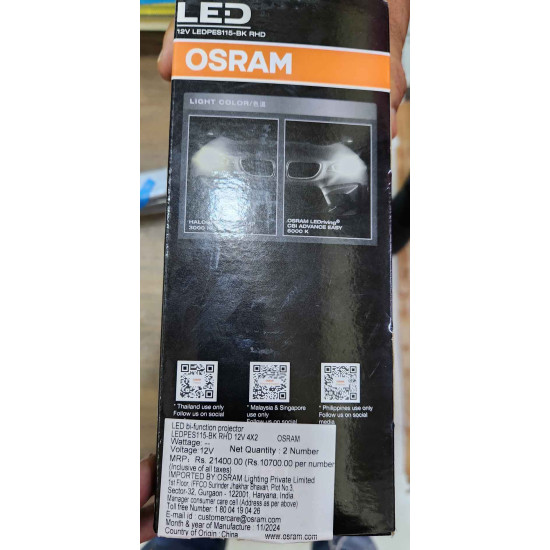 LED
12V LEDPES115-BK RHD
OSRAM
LIGHT COLOR/色温
HALO
3000 K
OSRAM LEDriving®
CBI ADVANCE EASY
6000 K
* Thailand use only
Follow us on social
* Malaysia & Singapore
use only
Follow us on social
* Philippines use only
Follow us on social
media
LED bi-function projector
LEDPES115-BK RHD 12V 4X2 OSRAM
Wattage: --
Voltage 12V Net Quantity : 2 Number
MRP: Rs. 21400.00 (Rs.10700.00 per number
(Inclusive of all taxes)
IMPORTED BY OSRAM Lighting Private Limited
1st Floor, IFFCO Surinder Jhakhar Bhavan, Plot No.3,
Sector-32, Gurgaon - 122001, Haryana, India
Manager consumer care cell (Address as per above)
Toll free Number: 1 80 04 19 04 26
E-mail id : customercare@osram.com
Month & year of Manufacture : 11/2024
Country of Origin :China www.osram.com